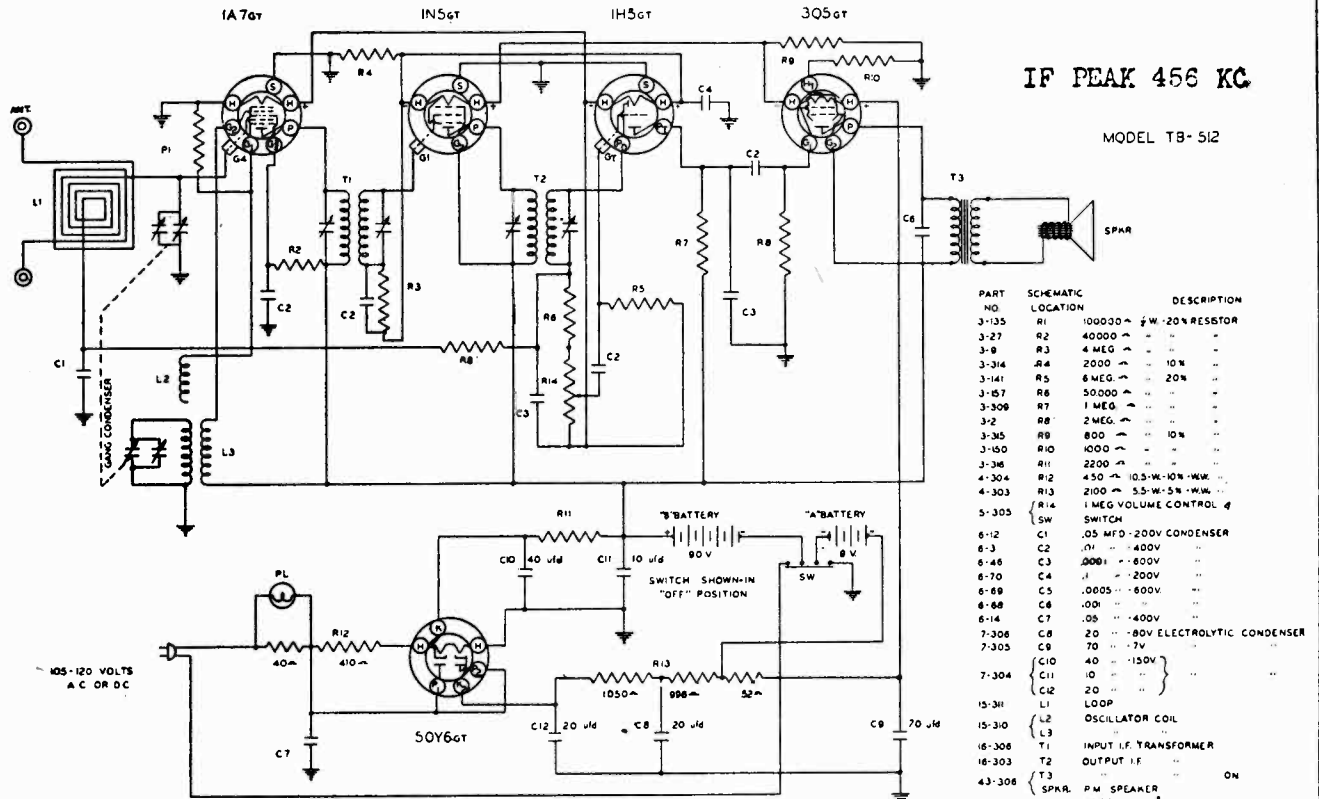 1A7GT 1N5GT 1H5GT 3Q5GT
IF PEAK 456 KC
MODEL TB-512
ANT.
L1
P1
G4
S
H
H
P
R4
G1
T1
R2
C2
C2
R3
S
H
H
P
T2
S
H
H
C4
C2
R7
R8
C3
R9
R10
H
H
P
C6
T3
SPKR
R5
R6
R14
C2
C3
R8
C1
L2
L3
GANG CONDENSER
R11
C10 40 ufd
C11 10 ufd
"B" BATTERY
90 V
"A" BATTERY
9 V.
SW
SWITCH SHOWN-IN
"OFF" POSITION
PL
40~
R12
410~
K
H
H
50Y6GT
C7
105-120 VOLTS
A C OR D C
R13
1050~ 998~ 52~
C12 20 ufd
C8 20 ufd
C9 70 ufd
PART NO. SCHEMATIC LOCATION DESCRIPTION
3-135 R1 100000 ~ ½ W.-20% RESISTOR
3-27 R2 40000 ~ " " "
3-9 R3 4 MEG ~ " " "
3-314 R4 2000 ~ " 10% "
3-141 R5 6 MEG. ~ " 20% "
3-157 R6 50,000 ~ " " "
3-309 R7 1 MEG ~ " " "
3-2 R8 2 MEG. ~ " " "
3-315 R9 800 ~ " 10% "
3-150 R10 1000 ~ " " "
3-316 R11 2200 ~ " " "
4-304 R12 450 ~ 10.5-W.-10% -W.W. "
4-303 R13 2100 ~ 5.5-W.-5% -W.W. "
5-305 { R14 1 MEG VOLUME CONTROL &
SW SWITCH
6-12 C1 .05 MFD -200V CONDENSER
6-3 C2 .01 " -400V "
6-46 C3 .0001 " -600V "
6-70 C4 .1 " -200V "
6-69 C5 .0005 " -600V "
6-68 C6 .001 " " "
6-14 C7 .05 " -400V "
7-306 C8 20 " -80V ELECTROLYTIC CONDENSER
7-305 C9 70 " -7V " "
7-304 { C10 40 " -150V }
C11 10 " " } " "
C12 20 " " }
15-311 L1 LOOP
15-310 { L2 OSCILLATOR COIL
L3 " "
16-306 T1 INPUT I.F. TRANSFORMER
16-303 T2 OUTPUT I.F. "
43-306 { T3 " " ON
SPKR. P M SPEAKER